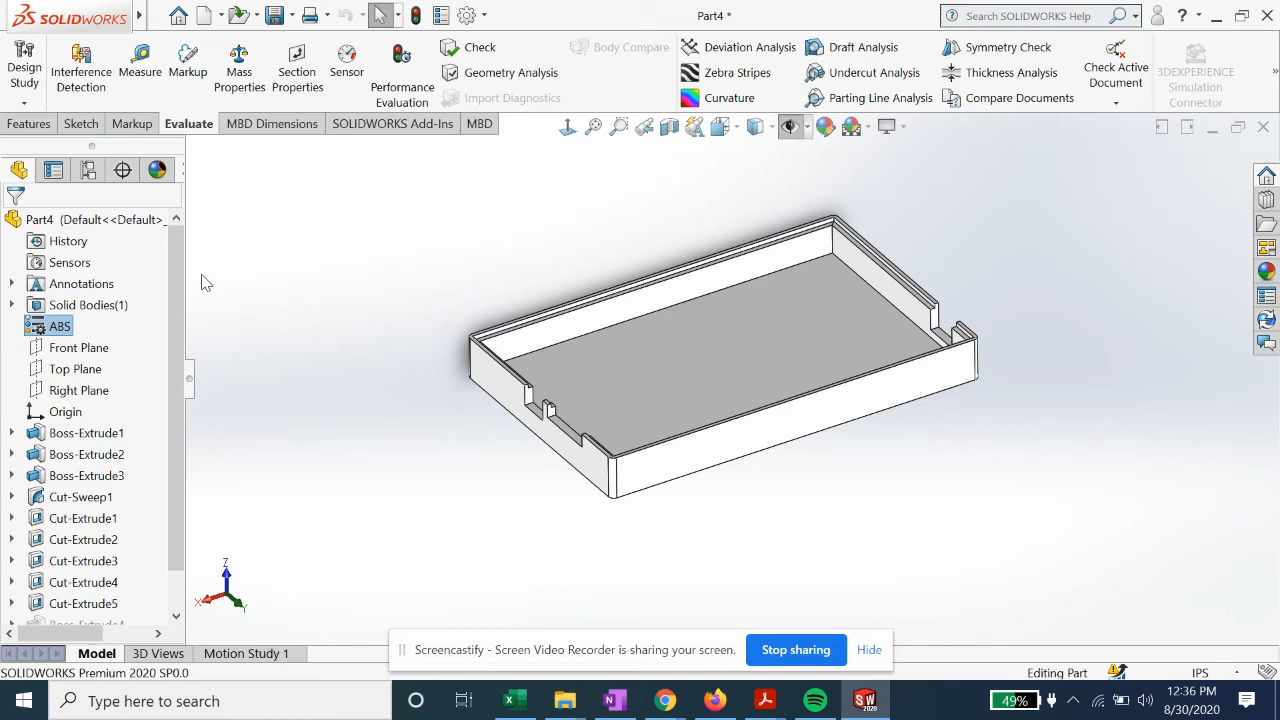 SOLIDWORKS
Part4 *
Search SOLIDWORKS Help
?
Design Study
Interference Detection
Measure
Markup
Mass Properties
Section Properties
Sensor
Performance Evaluation
Check
Geometry Analysis
Import Diagnostics
Body Compare
Deviation Analysis
Zebra Stripes
Curvature
Draft Analysis
Undercut Analysis
Parting Line Analysis
Symmetry Check
Thickness Analysis
Compare Documents
Check Active Document
3DEXPERIENCE Simulation Connector
Features
Sketch
Markup
Evaluate
MBD Dimensions
SOLIDWORKS Add-Ins
MBD
Part4 (Default<<Default>_
History
Sensors
Annotations
Solid Bodies(1)
ABS
Front Plane
Top Plane
Right Plane
Origin
Boss-Extrude1
Boss-Extrude2
Boss-Extrude3
Cut-Sweep1
Cut-Extrude1
Cut-Extrude2
Cut-Extrude3
Cut-Extrude4
Cut-Extrude5
Boss-Extrude4
Z
X
Y
Screencastify - Screen Video Recorder is sharing your screen.
Stop sharing
Hide
Model
3D Views
Motion Study 1
SOLIDWORKS Premium 2020 SP0.0
Editing Part
IPS
Type here to search
SW
2020
49%
12:36 PM
8/30/2020